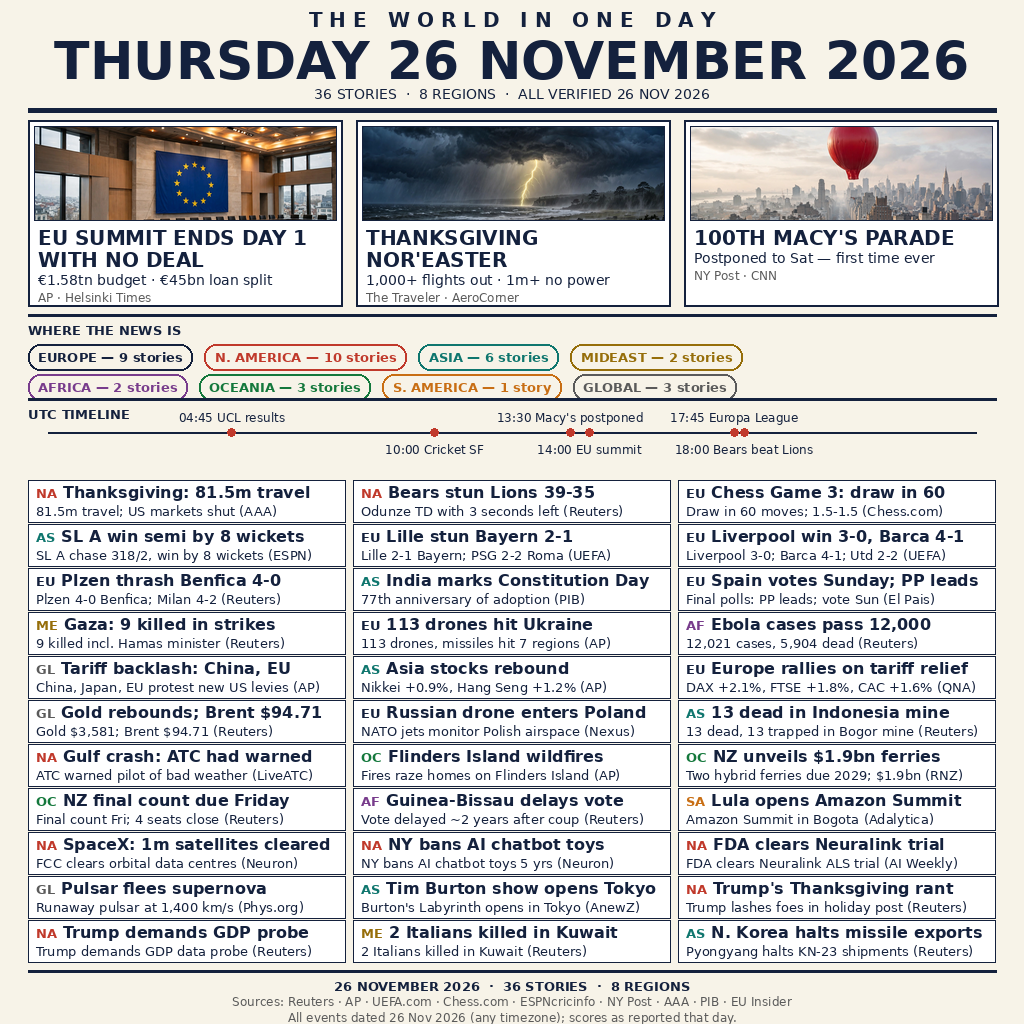 THE WORLD IN ONE DAY
THURSDAY 26 NOVEMBER 2026
36 STORIES · 8 REGIONS · ALL VERIFIED 26 NOV 2026
EU SUMMIT ENDS DAY 1
WITH NO DEAL
€1.58tn budget · €45bn loan split
AP · Helsinki Times
THANKSGIVING
NOR'EASTER
1,000+ flights out · 1m+ no power
The Traveler · AeroCorner
100TH MACY'S PARADE
Postponed to Sat — first time ever
NY Post · CNN
WHERE THE NEWS IS
EUROPE — 9 stories
N. AMERICA — 10 stories
ASIA — 6 stories
MIDEAST — 2 stories
AFRICA — 2 stories
OCEANIA — 3 stories
S. AMERICA — 1 story
GLOBAL — 3 stories
UTC TIMELINE
04:45 UCL results
10:00 Cricket SF
13:30 Macy's postponed
14:00 EU summit
17:45 Europa League
18:00 Bears beat Lions
NA Thanksgiving: 81.5m travel
81.5m travel; US markets shut (AAA)
NA Bears stun Lions 39-35
Odunze TD with 3 seconds left (Reuters)
EU Chess Game 3: draw in 60
Draw in 60 moves; 1.5-1.5 (Chess.com)
AS SL A win semi by 8 wickets
SL A chase 318/2, win by 8 wickets (ESPN)
EU Lille stun Bayern 2-1
Lille 2-1 Bayern; PSG 2-2 Roma (UEFA)
EU Liverpool win 3-0, Barca 4-1
Liverpool 3-0; Barca 4-1; Utd 2-2 (UEFA)
EU Plzen thrash Benfica 4-0
Plzen 4-0 Benfica; Milan 4-2 (Reuters)
AS India marks Constitution Day
77th anniversary of adoption (PIB)
EU Spain votes Sunday; PP leads
Final polls: PP leads; vote Sun (El Pais)
ME Gaza: 9 killed in strikes
9 killed incl. Hamas minister (Reuters)
EU 113 drones hit Ukraine
113 drones, missiles hit 7 regions (AP)
AF Ebola cases pass 12,000
12,021 cases, 5,904 dead (Reuters)
GL Tariff backlash: China, EU
China, Japan, EU protest new US levies (AP)
AS Asia stocks rebound
Nikkei +0.9%, Hang Seng +1.2% (AP)
EU Europe rallies on tariff relief
DAX +2.1%, FTSE +1.8%, CAC +1.6% (QNA)
GL Gold rebounds; Brent $94.71
Gold $3,581; Brent $94.71 (Reuters)
EU Russian drone enters Poland
NATO jets monitor Polish airspace (Nexus)
AS 13 dead in Indonesia mine
13 dead, 13 trapped in Bogor mine (Reuters)
NA Gulf crash: ATC had warned
ATC warned pilot of bad weather (LiveATC)
OC Flinders Island wildfires
Fires raze homes on Flinders Island (AP)
OC NZ unveils $1.9bn ferries
Two hybrid ferries due 2029; $1.9bn (RNZ)
OC NZ final count due Friday
Final count Fri; 4 seats close (Reuters)
AF Guinea-Bissau delays vote
Vote delayed ~2 years after coup (Reuters)
SA Lula opens Amazon Summit
Amazon Summit in Bogota (Adalytica)
NA SpaceX: 1m satellites cleared
FCC clears orbital data centres (Neuron)
NA NY bans AI chatbot toys
NY bans AI chatbot toys 5 yrs (Neuron)
NA FDA clears Neuralink trial
FDA clears Neuralink ALS trial (AI Weekly)
GL Pulsar flees supernova
Runaway pulsar at 1,400 km/s (Phys.org)
AS Tim Burton show opens Tokyo
Burton's Labyrinth opens in Tokyo (AnewZ)
NA Trump's Thanksgiving rant
Trump lashes foes in holiday post (Reuters)
NA Trump demands GDP probe
Trump demands GDP data probe (Reuters)
ME 2 Italians killed in Kuwait
2 Italians killed in Kuwait (Reuters)
AS N. Korea halts missile exports
Pyongyang halts KN-23 shipments (Reuters)
26 NOVEMBER 2026 · 36 STORIES · 8 REGIONS
Sources: Reuters · AP · UEFA.com · Chess.com · ESPNcricinfo · NY Post · AAA · PIB · EU Insider
All events dated 26 Nov 2026 (any timezone); scores as reported that day.